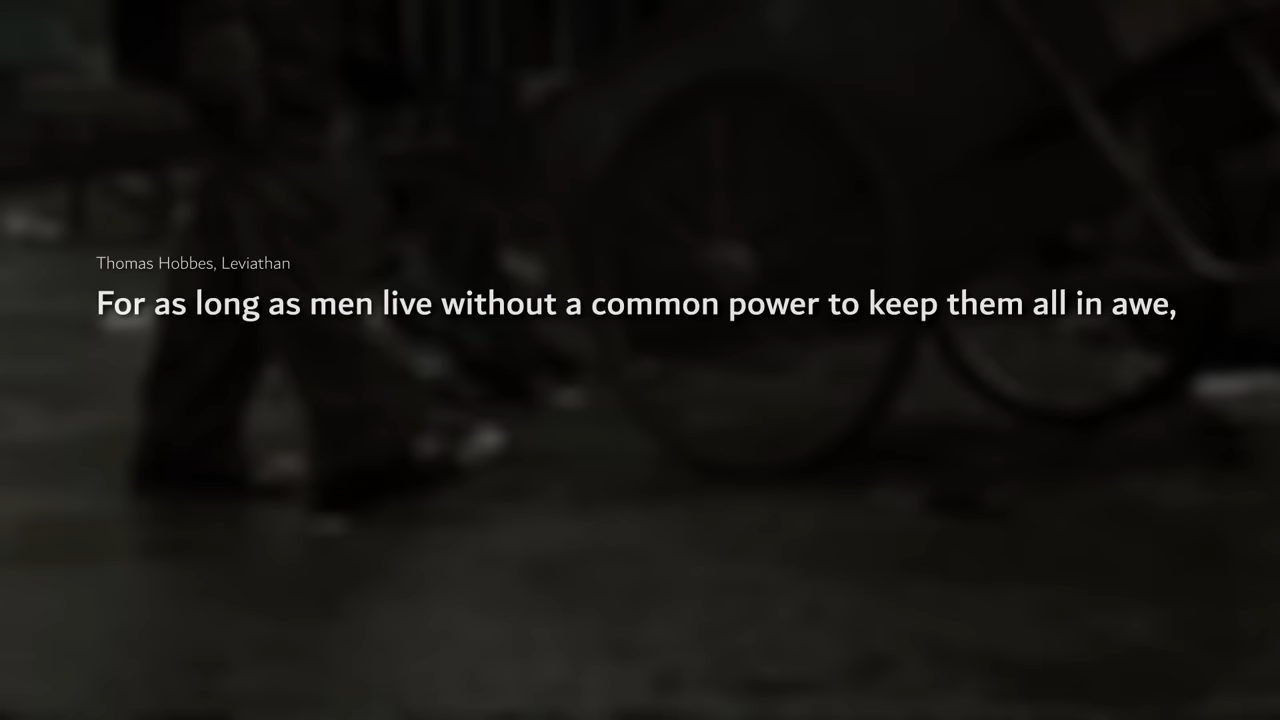 Thomas Hobbes, Leviathan
For as long as men live without a common power to keep them all in awe,